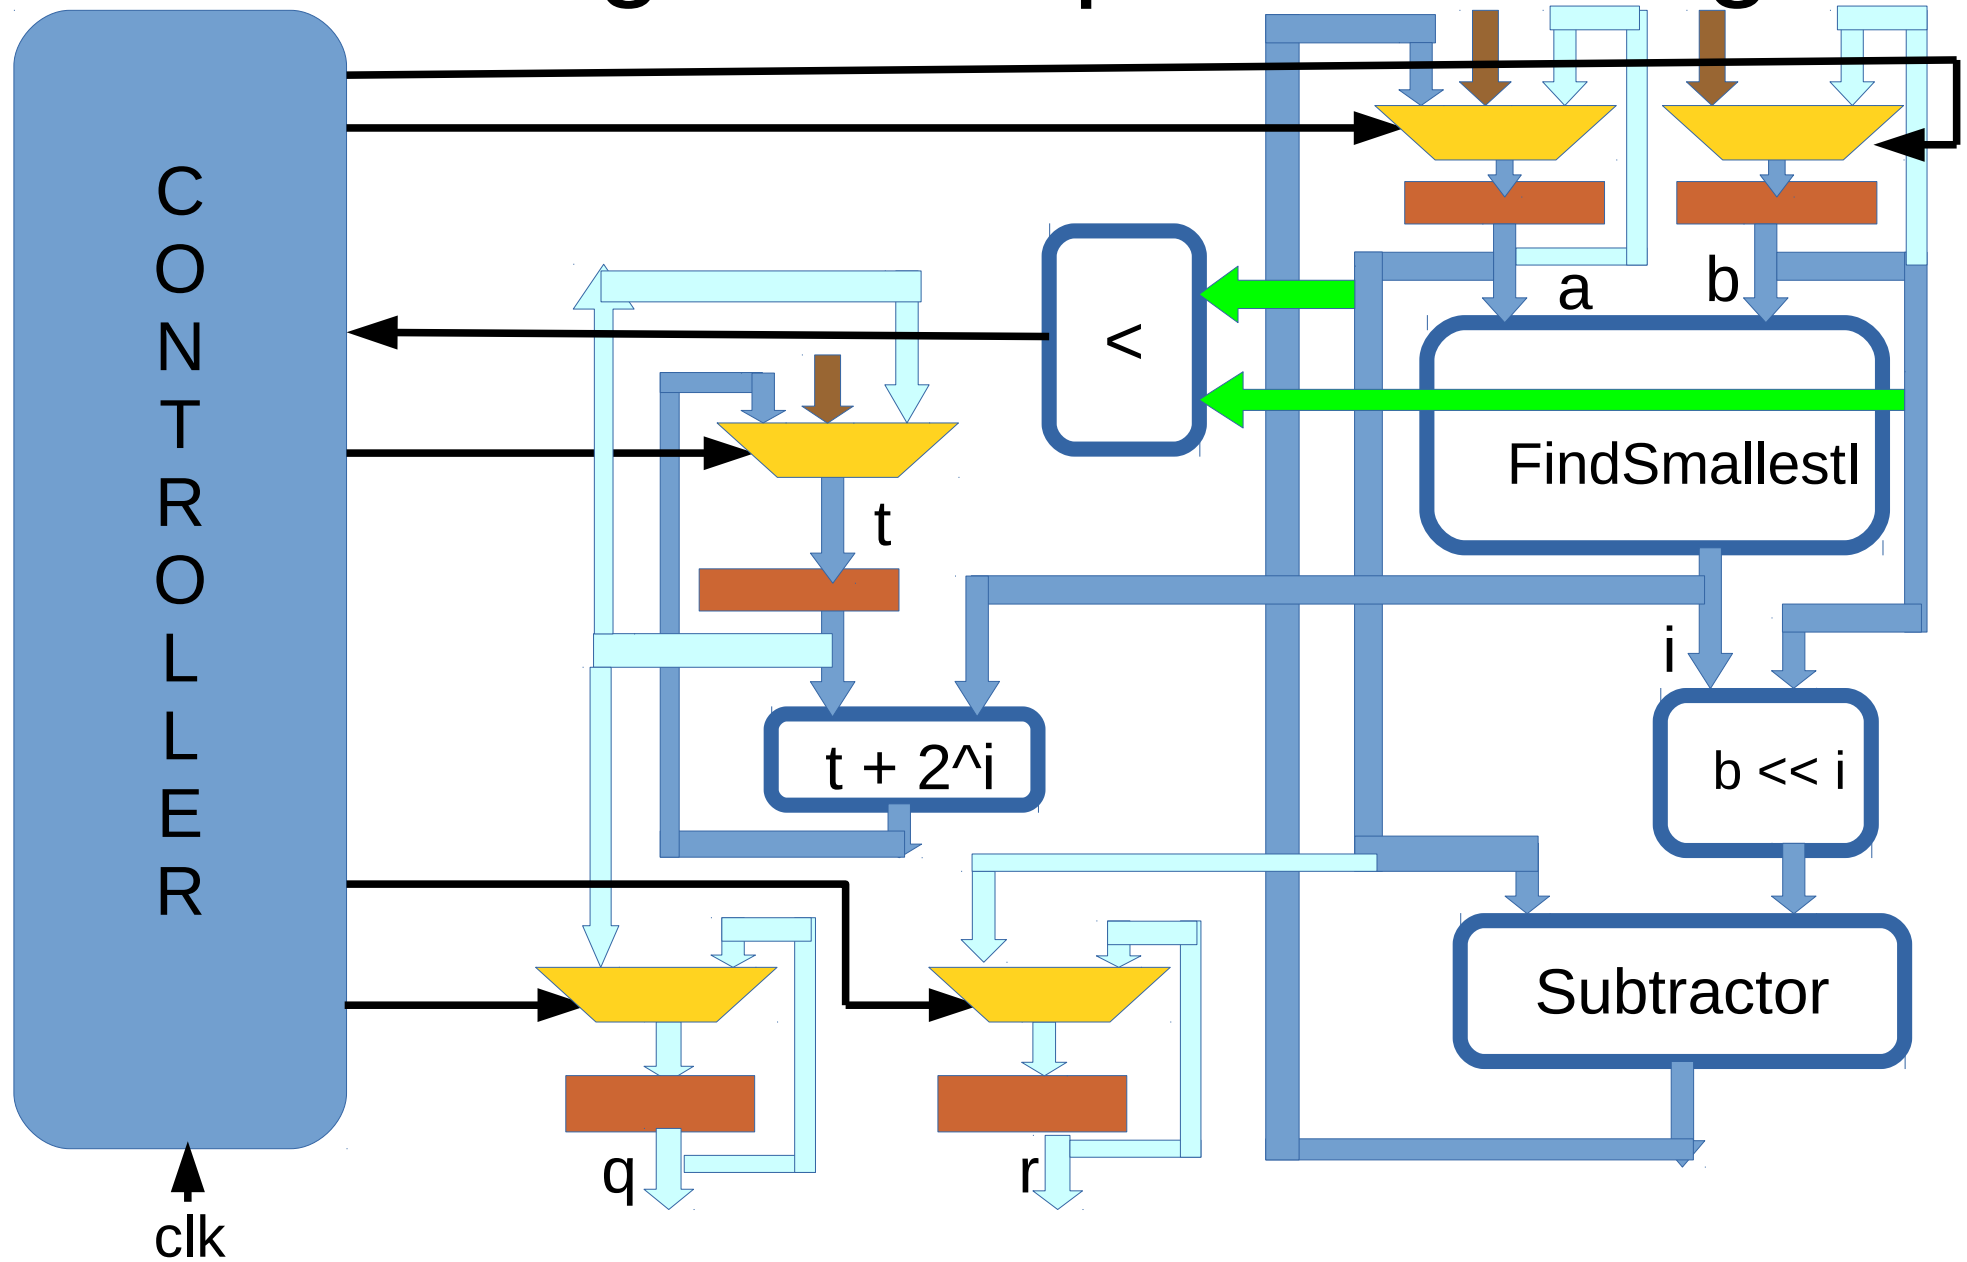 C
O
N
T
R
O
L
L
E
R
clk
a
b
<
FindSmallestI
t
i
t + 2^i
b << i
Subtractor
q
r